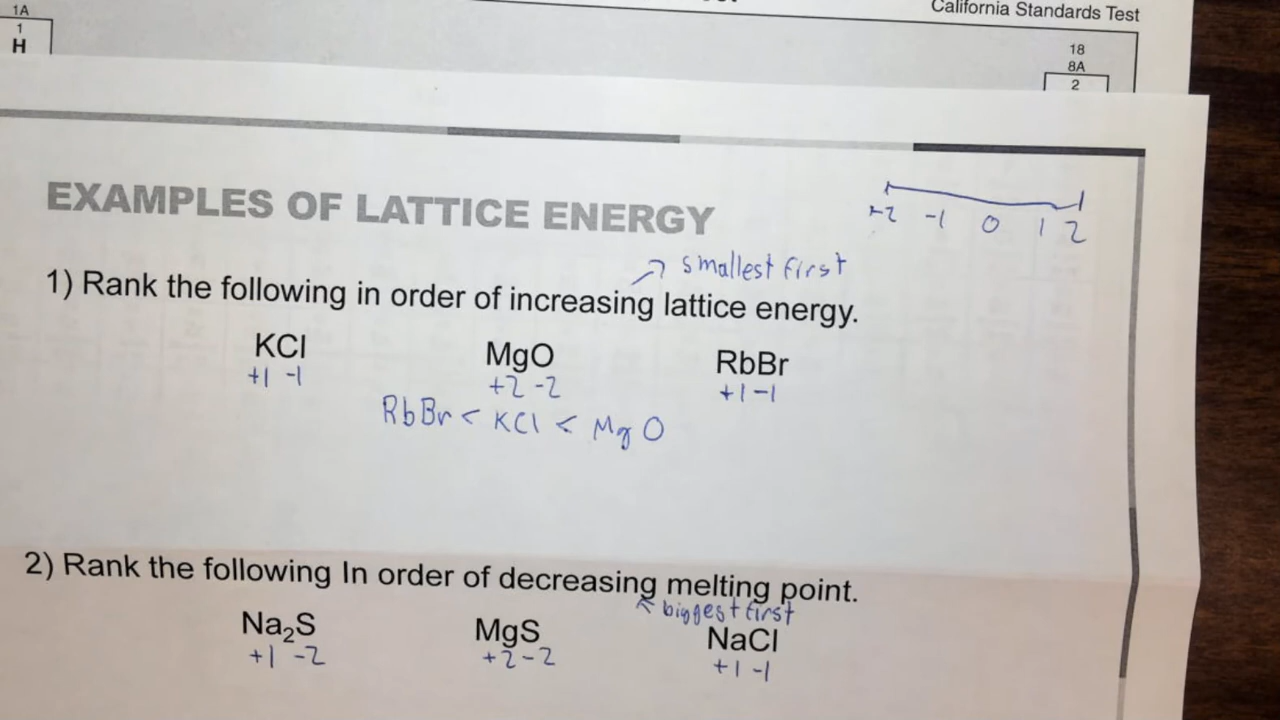 California Standards Test
1A
1
H
18
8A
2
EXAMPLES OF LATTICE ENERGY
+2 -1 0 1 2
smallest first
1) Rank the following in order of increasing lattice energy.
KCl MgO RbBr
+1 -1 +2 -2 +1 -1
RbBr < KCl < MgO
2) Rank the following In order of decreasing melting point.
biggest first
Na₂S MgS NaCl
+1 -2 +2 -2 +1 -1